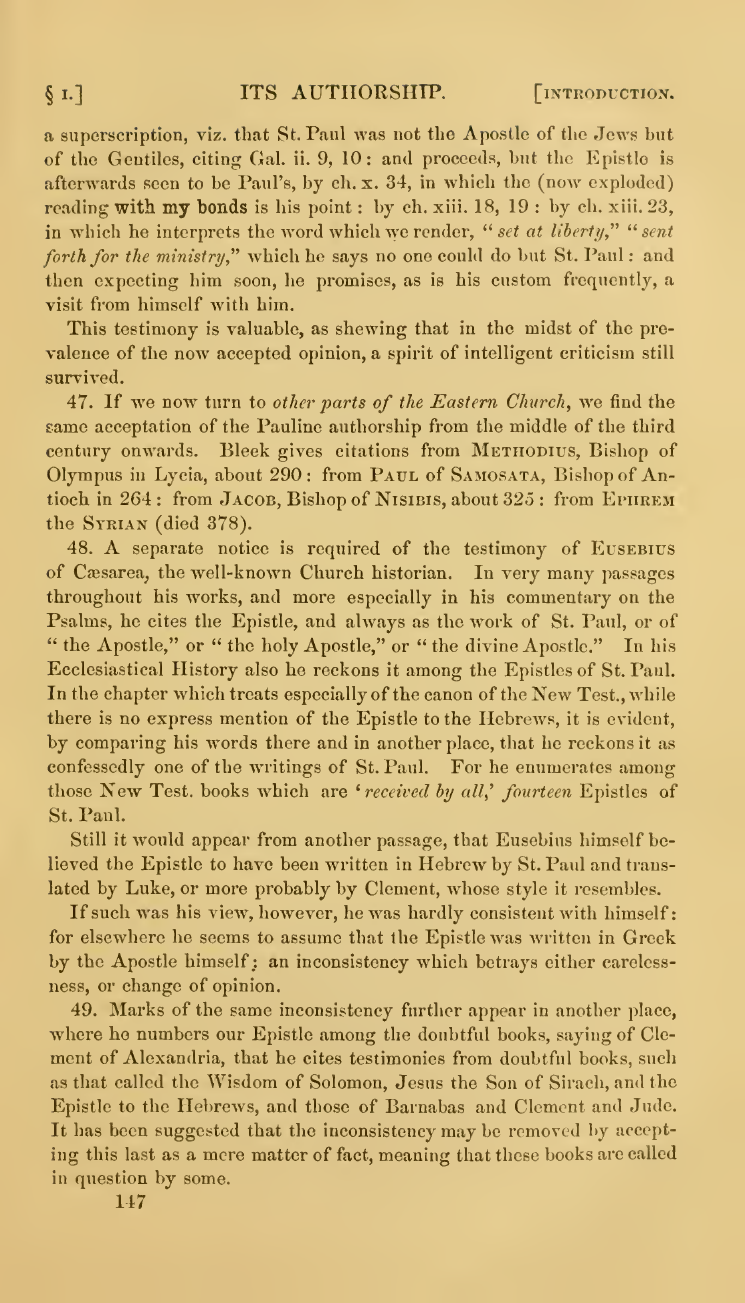 § I.] ITS AUTHORSHIP. [INTRODUCTION.
a superscription, viz. that St. Paul was not the Apostle of the Jews but
of the Gentiles, citing Gal. ii. 9, 10 : and proceeds, but the Epistle is
afterwards seen to be Paul's, by ch. x. 34, in which the (now exploded)
reading with my bonds is his point : by ch. xiii. 18, 19 : by ch. xiii. 23,
in which he interprets the word which we render, “ set at liberty,” “ sent
forth for the ministry,” which he says no one could do but St. Paul : and
then expecting him soon, he promises, as is his custom frequently, a
visit from himself with him.
This testimony is valuable, as shewing that in the midst of the pre-
valence of the now accepted opinion, a spirit of intelligent criticism still
survived.
47. If we now turn to other parts of the Eastern Church, we find the
same acceptation of the Pauline authorship from the middle of the third
century onwards. Bleek gives citations from METHODIUS, Bishop of
Olympus in Lycia, about 290 : from PAUL of SAMOSATA, Bishop of An-
tioch in 264 : from JACOB, Bishop of NISIBIS, about 325 : from EPHREM
the SYRIAN (died 378).
48. A separate notice is required of the testimony of EUSEBIUS
of Cæsarea, the well-known Church historian. In very many passages
throughout his works, and more especially in his commentary on the
Psalms, he cites the Epistle, and always as the work of St. Paul, or of
“ the Apostle,” or “ the holy Apostle,” or “ the divine Apostle.” In his
Ecclesiastical History also he reckons it among the Epistles of St. Paul.
In the chapter which treats especially of the canon of the New Test., while
there is no express mention of the Epistle to the Hebrews, it is evident,
by comparing his words there and in another place, that he reckons it as
confessedly one of the writings of St. Paul. For he enumerates among
those New Test. books which are ‘ received by all,’ fourteen Epistles of
St. Paul.
Still it would appear from another passage, that Eusebius himself be-
lieved the Epistle to have been written in Hebrew by St. Paul and trans-
lated by Luke, or more probably by Clement, whose style it resembles.
If such was his view, however, he was hardly consistent with himself :
for elsewhere he seems to assume that the Epistle was written in Greek
by the Apostle himself ; an inconsistency which betrays either careless-
ness, or change of opinion.
49. Marks of the same inconsistency further appear in another place,
where he numbers our Epistle among the doubtful books, saying of Cle-
ment of Alexandria, that he cites testimonies from doubtful books, such
as that called the Wisdom of Solomon, Jesus the Son of Sirach, and the
Epistle to the Hebrews, and those of Barnabas and Clement and Jude.
It has been suggested that the inconsistency may be removed by accept-
ing this last as a mere matter of fact, meaning that these books are called
in question by some.
147